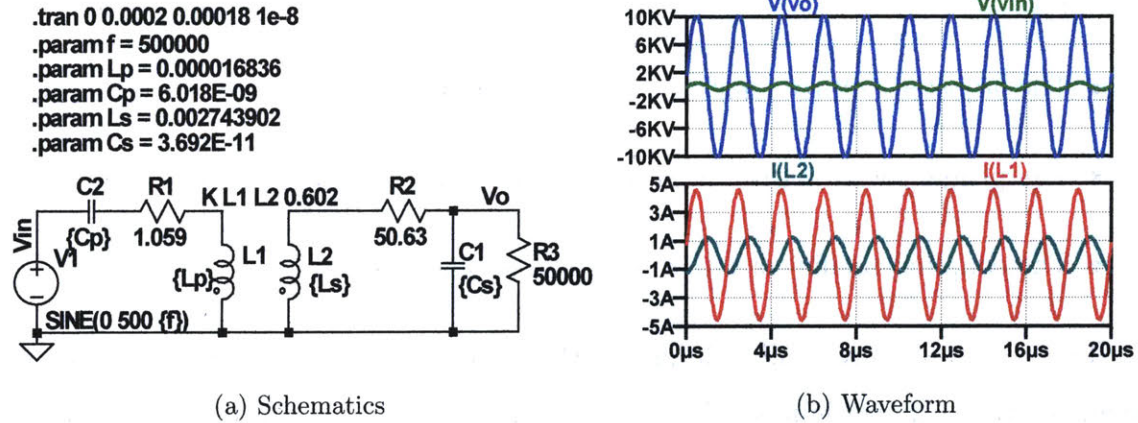 .tran 0 0.0002 0.00018 1e-8
.param f = 500000
.param Lp = 0.000016836
.param Cp = 6.018E-09
.param Ls = 0.002743902
.param Cs = 3.692E-11
C2 R1 K L1 L2 0.602 R2 Vo
Vin {Cp} 1.059 50.63
V1 L1 L2 C1 R3
{Lp} {Ls} {Cs} 50000
SINE(0 500 {f})
(a) Schematics
V(vo) V(vin)
10KV
6KV
2KV
-2KV
-6KV
-10KV
I(L2) I(L1)
5A
3A
1A
-1A
-3A
-5A
0µs 4µs 8µs 12µs 16µs 20µs
(b) Waveform